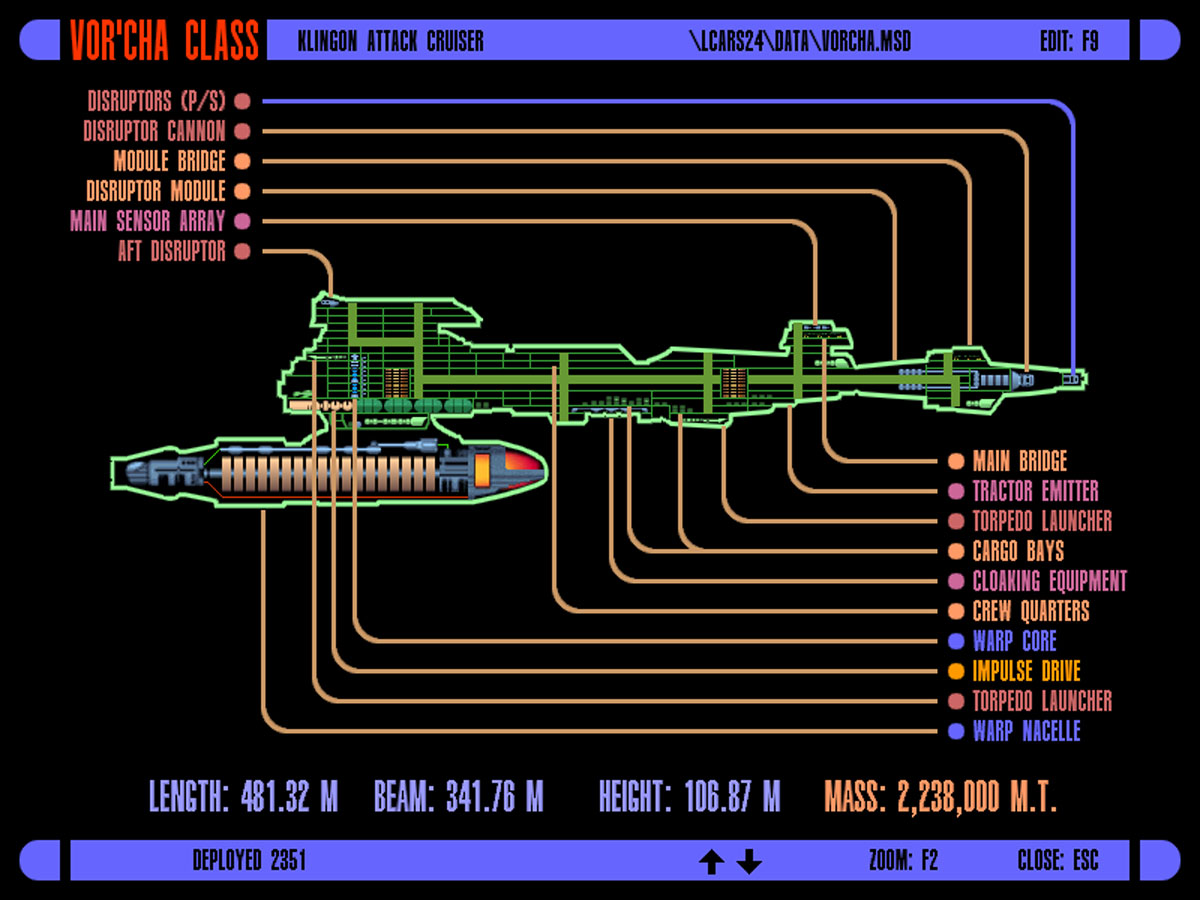 VOR'CHA CLASS KLINGON ATTACK CRUISER \LCARS24\DATA\VORCHA.MSD EDIT: F9
DISRUPTORS (P/S)
DISRUPTOR CANNON
MODULE BRIDGE
DISRUPTOR MODULE
MAIN SENSOR ARRAY
AFT DISRUPTOR
MAIN BRIDGE
TRACTOR EMITTER
TORPEDO LAUNCHER
CARGO BAYS
CLOAKING EQUIPMENT
CREW QUARTERS
WARP CORE
IMPULSE DRIVE
TORPEDO LAUNCHER
WARP NACELLE
LENGTH: 481.32 M BEAM: 341.76 M HEIGHT: 106.87 M MASS: 2,238,000 M.T.
DEPLOYED 2351 ZOOM: F2 CLOSE: ESC